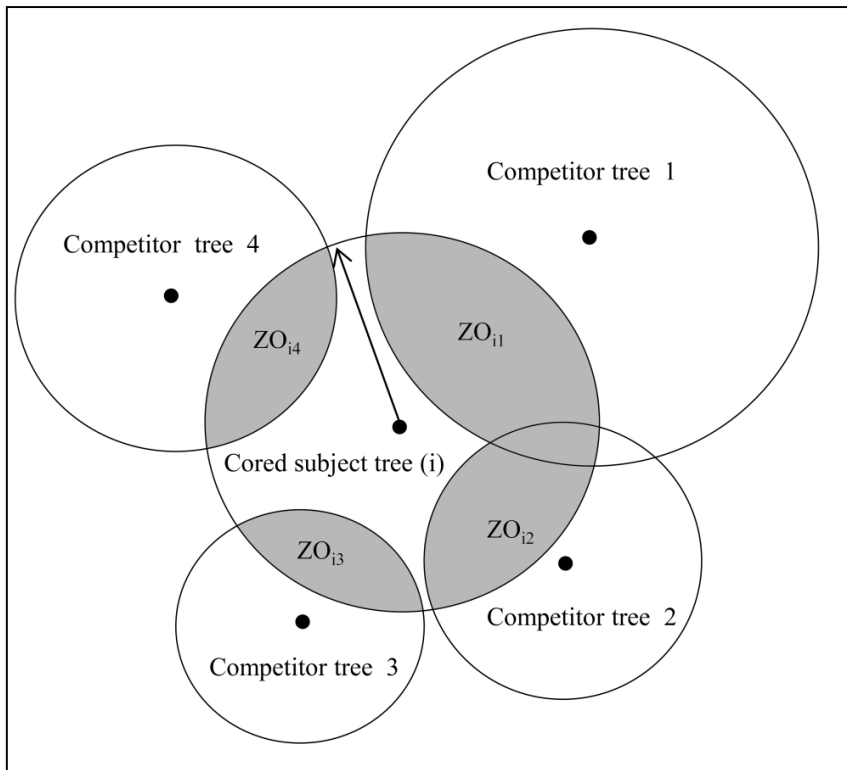 Competitor tree 1
Competitor tree 4
ZOi1
ZOi4
Cored subject tree (i)
ZOi2
ZOi3
Competitor tree 2
Competitor tree 3